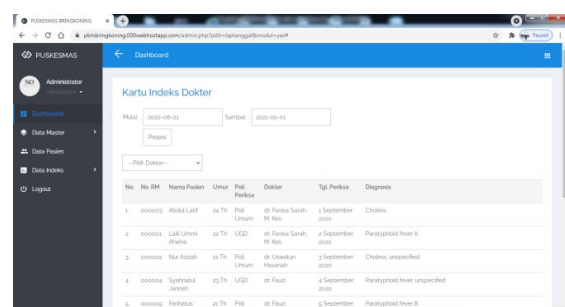 PUSKESMAS BRINGKONING
pkmbringkoning.000webhostapp.com/admin.php?pilih=laptanggal&modul=yes#
Paused
PUSKESMAS
Dashboard
NO
Administrator
Administrator
Dashboards
Data Master
Data Pasien
Data Indeks
Logout
Kartu Indeks Dokter
Mulai 2020-06-01 Sampai 2021-05-01
Proses
--Pilih Dokter--
No. No. RM Nama Pasien Umur Poli Periksa Dokter Tgl. Periksa Diagnosis
1. 000003 Abdul Latif 24 Th Poli Umum dr. Farisa Sarah, M. Kes 1 September 2020 Cholera
2. 000001 Laili Ummi Afwina 22 Th UGD dr. Farisa Sarah, M. Kes 2 September 2020 Paratyphoid fever A
3. 000002 Nur Azizah 21 Th Poli Umum dr. Uswatun Hasanah 3 September 2020 Cholera, unspecified
4. 000004 Syahriatul Jannah 23 Th UGD dr. Fauzi 4 September 2020 Paratyphoid fever, unspecified
5. 000005 Farihatus 21 Th Poli dr. Fauzi 5 September Paratyphoid fever B